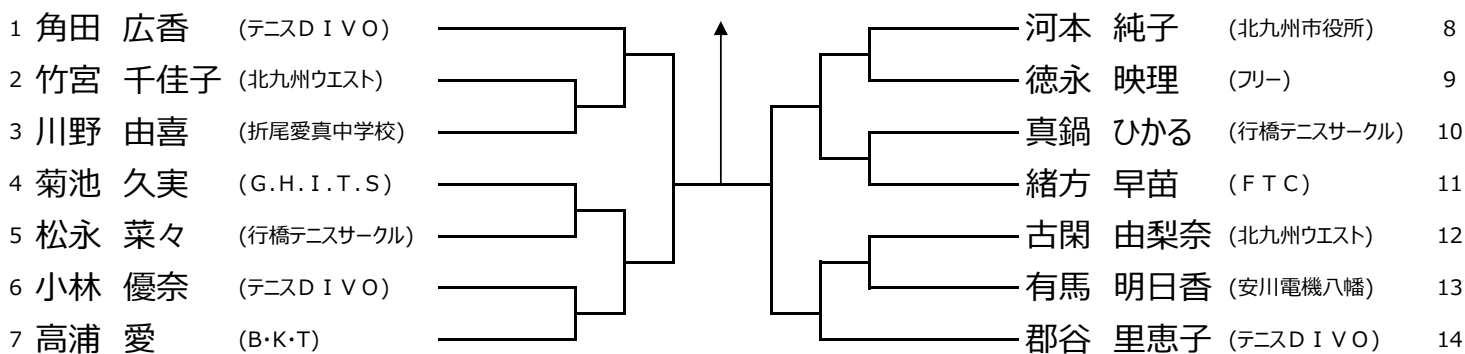 1 角田 広香 (テニスＤＩＶＯ)
2 竹宮 千佳子 (北九州ウエスト)
3 川野 由喜 (折尾愛真中学校)
4 菊池 久実 (Ｇ.Ｈ.Ｉ.Ｔ.Ｓ)
5 松永 菜々 (行橋テニスサークル)
6 小林 優奈 (テニスＤＩＶＯ)
7 高浦 愛 (B・K・T)
河本 純子 (北九州市役所) 8
徳永 映理 (フリー) 9
真鍋 ひかる (行橋テニスサークル) 10
緒方 早苗 (ＦＴＣ) 11
古閑 由梨奈 (北九州ウエスト) 12
有馬 明日香 (安川電機八幡) 13
郡谷 里恵子 (テニスＤＩＶＯ) 14